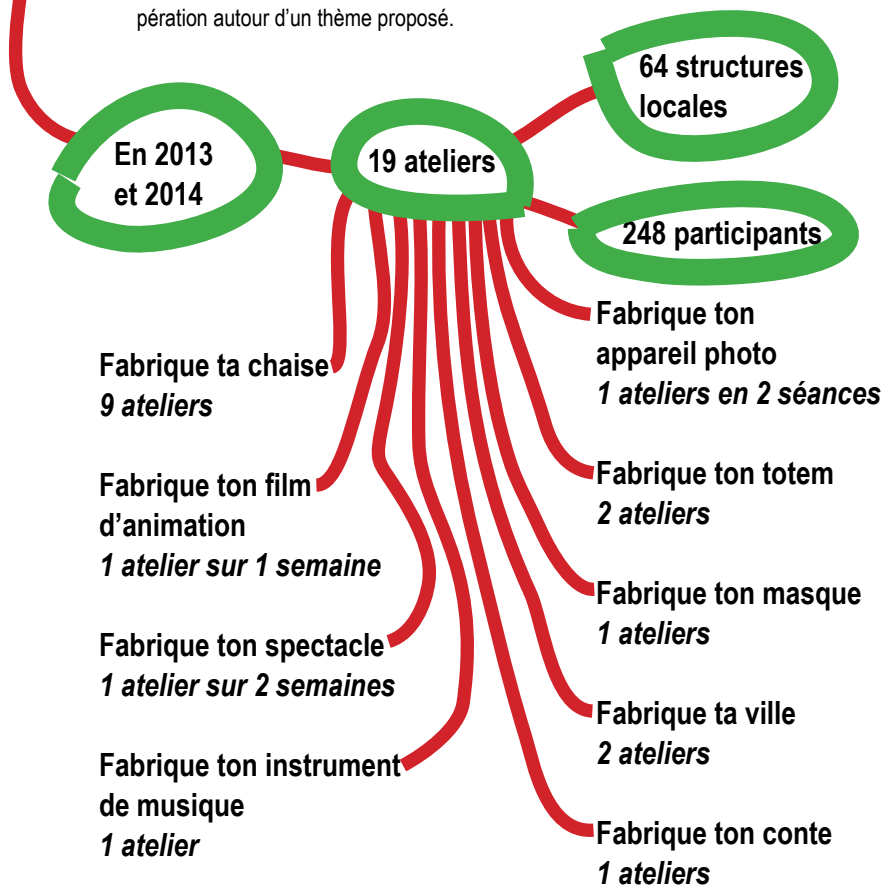 pération autour d'un thème proposé.
64 structures
locales
En 2013
et 2014
19 ateliers
248 participants
Fabrique ta chaise
9 ateliers
Fabrique ton film
d'animation
1 atelier sur 1 semaine
Fabrique ton spectacle
1 atelier sur 2 semaines
Fabrique ton instrument
de musique
1 atelier
Fabrique ton
appareil photo
1 ateliers en 2 séances
Fabrique ton totem
2 ateliers
Fabrique ton masque
1 ateliers
Fabrique ta ville
2 ateliers
Fabrique ton conte
1 ateliers